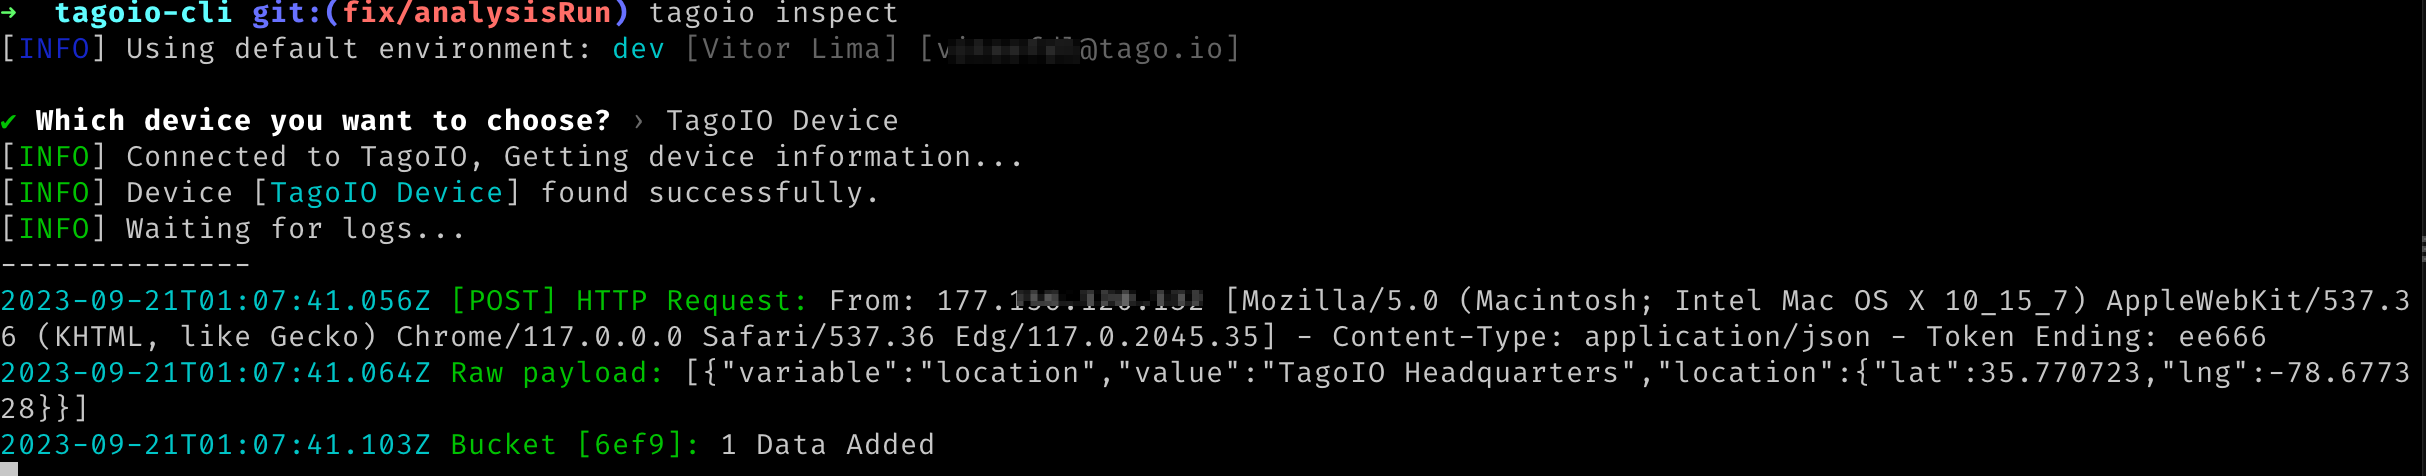 ➜ tagoio-cli git:(fix/analysisRun) tagoio inspect
[INFO] Using default environment: dev [Vitor Lima] [v @tago.io]
✔ Which device you want to choose? › TagoIO Device
[INFO] Connected to TagoIO, Getting device information...
[INFO] Device [TagoIO Device] found successfully.
[INFO] Waiting for logs...
--------------
2023-09-21T01:07:41.056Z [POST] HTTP Request: From: 177. [Mozilla/5.0 (Macintosh; Intel Mac OS X 10_15_7) AppleWebKit/537.3
6 (KHTML, like Gecko) Chrome/117.0.0.0 Safari/537.36 Edg/117.0.2045.35] - Content-Type: application/json - Token Ending: ee666
2023-09-21T01:07:41.064Z Raw payload: [{"variable":"location","value":"TagoIO Headquarters","location":{"lat":35.770723,"lng":-78.6773
28}}]
2023-09-21T01:07:41.103Z Bucket [6ef9]: 1 Data Added